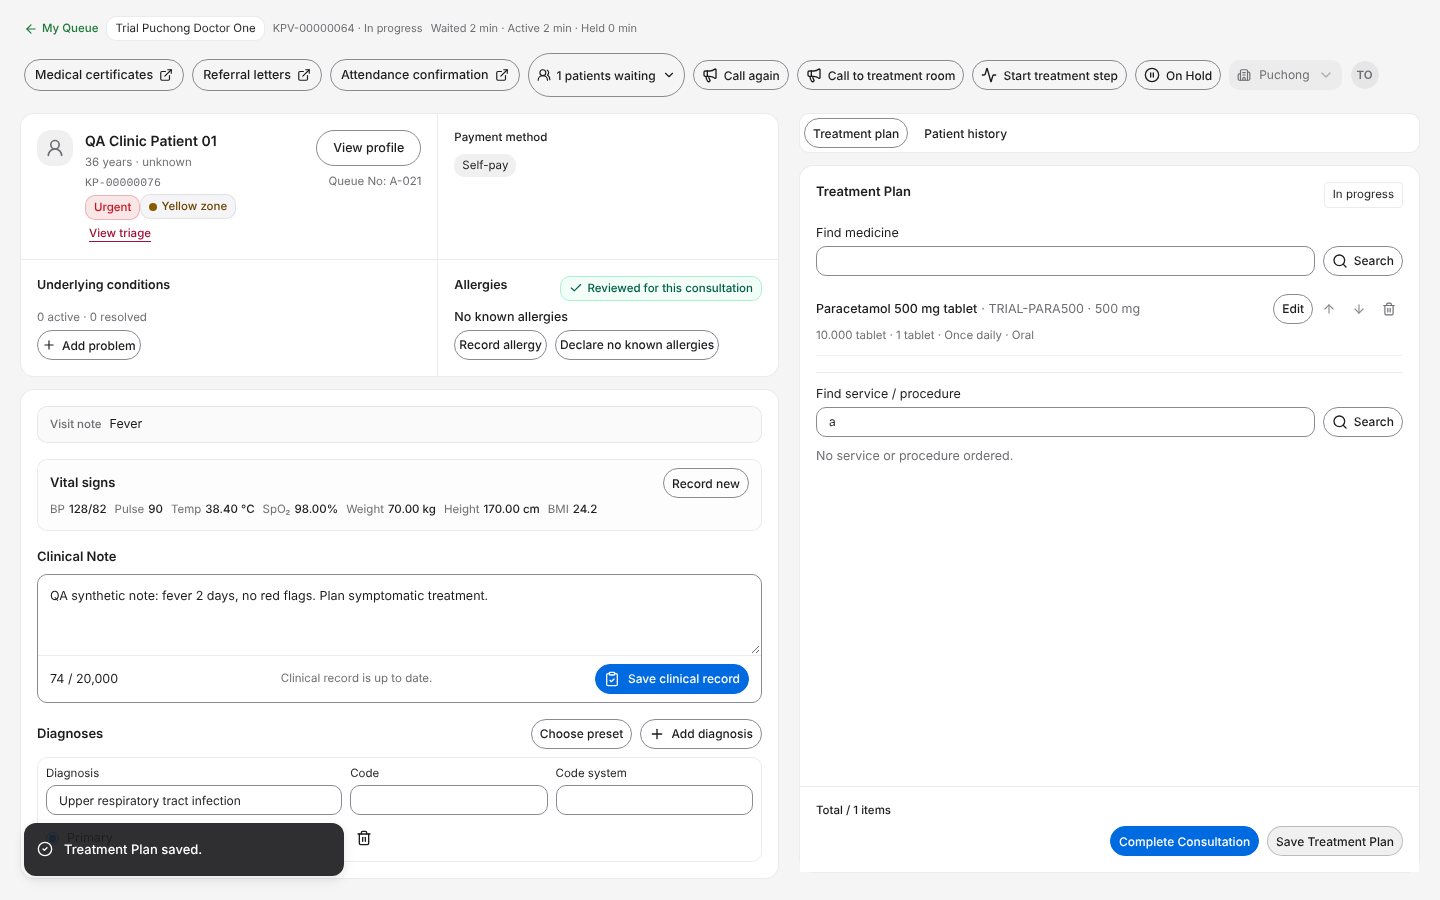 My Queue
Trial Puchong Doctor One
KPV-00000064 · In progress
Waited 2 min · Active 2 min · Held 0 min
Medical certificates
Referral letters
Attendance confirmation
1 patients waiting
Call again
Call to treatment room
Start treatment step
On Hold
Puchong
TO
QA Clinic Patient 01
36 years · unknown
KP-00000076
Urgent
Yellow zone
View triage
View profile
Queue No: A-021
Payment method
Self-pay
Underlying conditions
0 active · 0 resolved
Add problem
Allergies
Reviewed for this consultation
No known allergies
Record allergy
Declare no known allergies
Visit note Fever
Vital signs
Record new
BP 128/82 Pulse 90 Temp 38.40 °C SpO₂ 98.00% Weight 70.00 kg Height 170.00 cm BMI 24.2
Clinical Note
QA synthetic note: fever 2 days, no red flags. Plan symptomatic treatment.
74 / 20,000
Clinical record is up to date.
Save clinical record
Diagnoses
Choose preset
Add diagnosis
Diagnosis
Code
Code system
Upper respiratory tract infection
Primary
Treatment Plan saved.
Treatment plan
Patient history
Treatment Plan
In progress
Find medicine
Search
Paracetamol 500 mg tablet · TRIAL-PARA500 · 500 mg
Edit
10.000 tablet · 1 tablet · Once daily · Oral
Find service / procedure
a
Search
No service or procedure ordered.
Total / 1 items
Complete Consultation
Save Treatment Plan